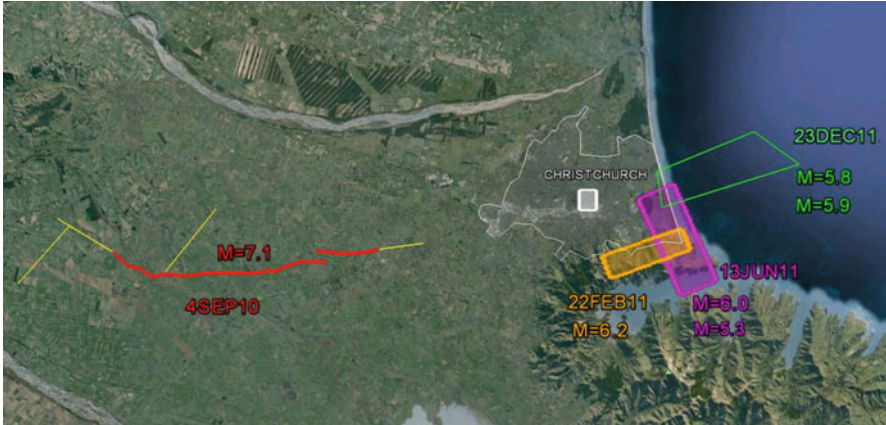 23DEC11
CHRISTCHURCH
M=5.8
M=5.9
M=7.1
13JUN11
4SEP10
22FEB11
M=6.0
M=6.2
M=5.3